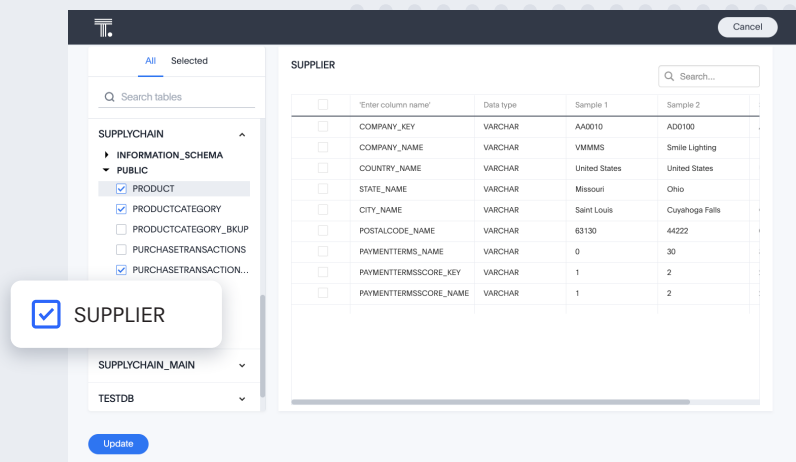 T.
Cancel
All Selected
Search tables
SUPPLYCHAIN
INFORMATION_SCHEMA
PUBLIC
PRODUCT
PRODUCTCATEGORY
PRODUCTCATEGORY_BKUP
PURCHASETRANSACTIONS
PURCHASETRANSACTION...
SUPPLIER
SUPPLYCHAIN_MAIN
TESTDB
Update
SUPPLIER
Search...
'Enter column name' Data type Sample 1 Sample 2
COMPANY_KEY VARCHAR AA0010 AD0100
COMPANY_NAME VARCHAR VMMMS Smile Lighting
COUNTRY_NAME VARCHAR United States United States
STATE_NAME VARCHAR Missouri Ohio
CITY_NAME VARCHAR Saint Louis Cuyahoga Falls
POSTALCODE_NAME VARCHAR 63130 44222
PAYMENTTERMS_NAME VARCHAR 0 30
PAYMENTTERMSSCORE_KEY VARCHAR 1 2
PAYMENTTERMSSCORE_NAME VARCHAR 1 2